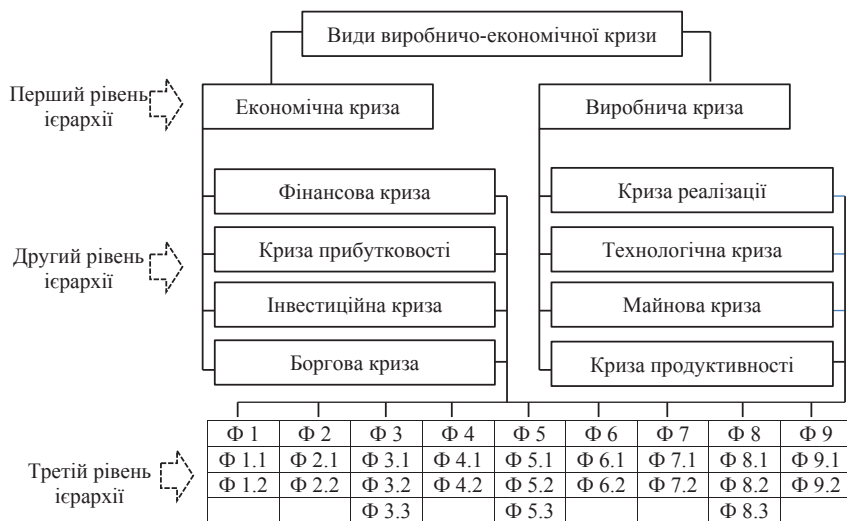 Види виробничо-економічної кризи
Перший рівень
ієрархії
Економічна криза
Виробнича криза
Другий рівень
ієрархії
Фінансова криза
Криза прибутковості
Інвестиційна криза
Боргова криза
Криза реалізації
Технологічна криза
Майнова криза
Криза продуктивності
Третій рівень
ієрархії
Ф 1 Ф 2 Ф 3 Ф 4 Ф 5 Ф 6 Ф 7 Ф 8 Ф 9
Ф 1.1 Ф 2.1 Ф 3.1 Ф 4.1 Ф 5.1 Ф 6.1 Ф 7.1 Ф 8.1 Ф 9.1
Ф 1.2 Ф 2.2 Ф 3.2 Ф 4.2 Ф 5.2 Ф 6.2 Ф 7.2 Ф 8.2 Ф 9.2
Ф 3.3 Ф 5.3 Ф 8.3